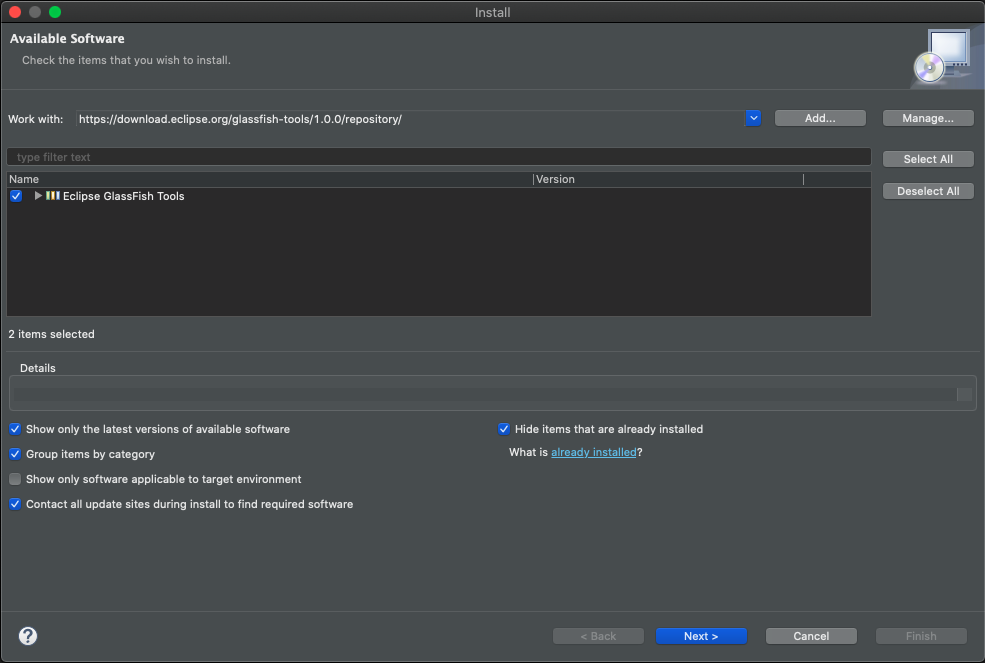 Install
Available Software
Check the items that you wish to install.
Work with: https://download.eclipse.org/glassfish-tools/1.0.0/repository/ Add... Manage...
type filter text Select All
Name Version
Eclipse GlassFish Tools Deselect All
2 items selected
Details
Show only the latest versions of available software Hide items that are already installed
Group items by category What is already installed?
Show only software applicable to target environment
Contact all update sites during install to find required software
? < Back Next > Cancel Finish